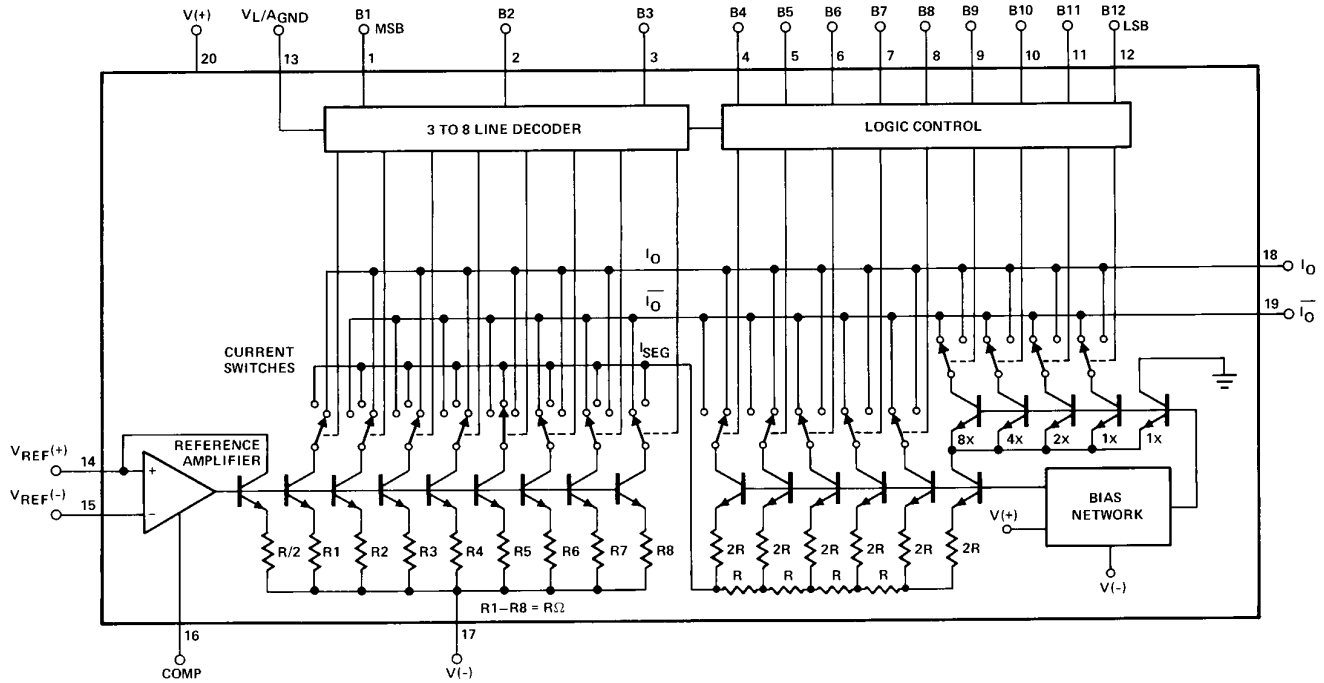 V(+)
VL/AGND
B1
MSB
B2
B3
B4
B5
B6
B7
B8
B9
B10
B11
B12
LSB
20
13
1
2
3
4
5
6
7
8
9
10
11
12
3 TO 8 LINE DECODER
LOGIC CONTROL
IO
18
IO
IO
19
IO
CURRENT
SWITCHES
ISEG
8x
4x
2x
1x
1x
VREF(+)
14
REFERENCE
AMPLIFIER
+
VREF(-)
15
−
BIAS
NETWORK
V(+)
V(-)
R/2
R1
R2
R3
R4
R5
R6
R7
R8
2R
2R
2R
2R
2R
2R
R
R
R
R
R1–R8 = RΩ
16
COMP
17
V(-)